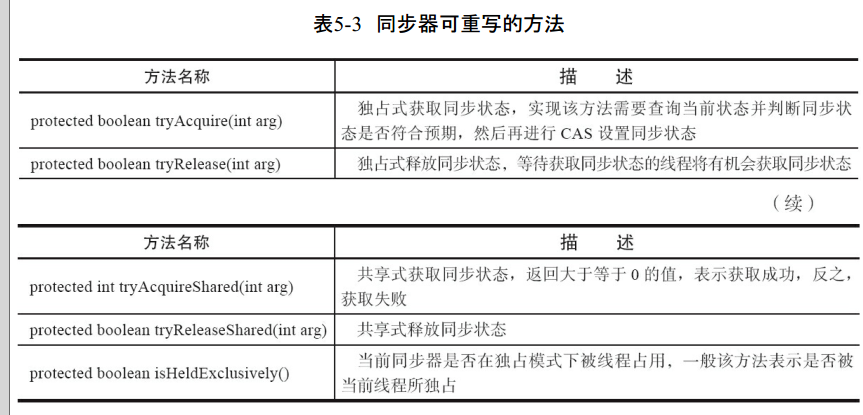 表5-3 同步器可重写的方法
方法名称 描 述
protected boolean tryAcquire(int arg) 独占式获取同步状态，实现该方法需要查询当前状态并判断同步状
态是否符合预期，然后再进行 CAS 设置同步状态
protected boolean tryRelease(int arg) 独占式释放同步状态，等待获取同步状态的线程将有机会获取同步状态
（续）
方法名称 描 述
protected int tryAcquireShared(int arg) 共享式获取同步状态，返回大于等于 0 的值，表示获取成功，反之，
获取失败
protected boolean tryReleaseShared(int arg) 共享式释放同步状态
protected boolean isHeldExclusively() 当前同步器是否在独占模式下被线程占用，一般该方法表示是否被
当前线程所独占